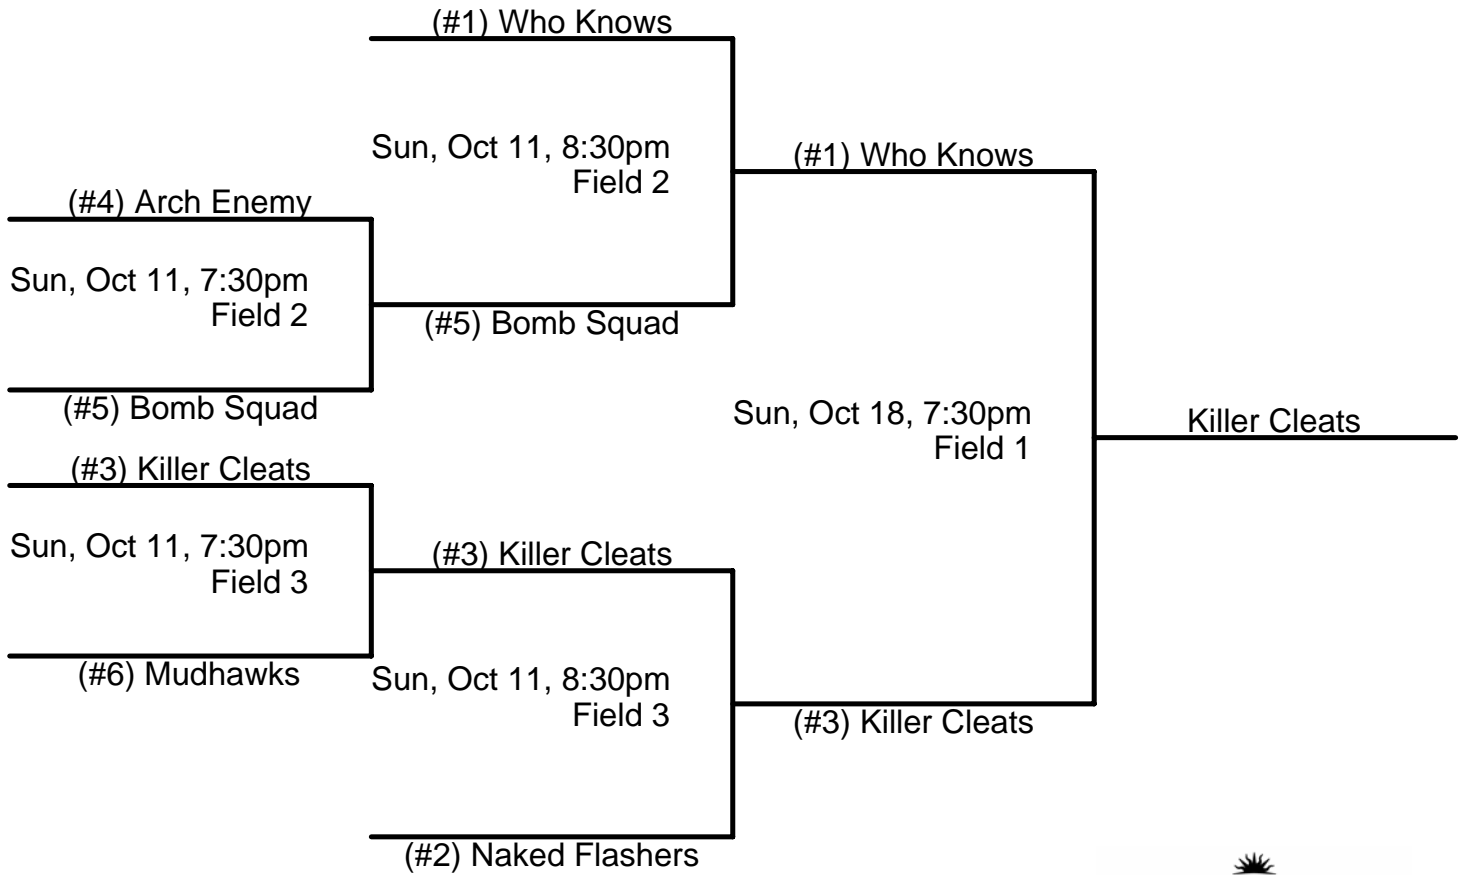 (#1) Who Knows
Sun, Oct 11, 8:30pm
Field 2
(#1) Who Knows
(#4) Arch Enemy
Sun, Oct 11, 7:30pm
Field 2
(#5) Bomb Squad
(#5) Bomb Squad
Sun, Oct 18, 7:30pm
Field 1
Killer Cleats
(#3) Killer Cleats
Sun, Oct 11, 7:30pm
Field 3
(#3) Killer Cleats
(#6) Mudhawks
Sun, Oct 11, 8:30pm
Field 3
(#3) Killer Cleats
(#2) Naked Flashers